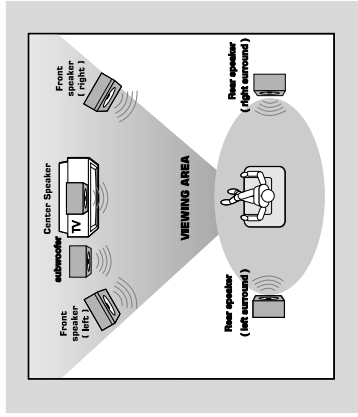 Front
speaker
( left )
subwoofer
Center Speaker
TV
Front
speaker
( right )
VIEWING AREA
Rear speaker
( left surround )
Rear speaker
( right surround )